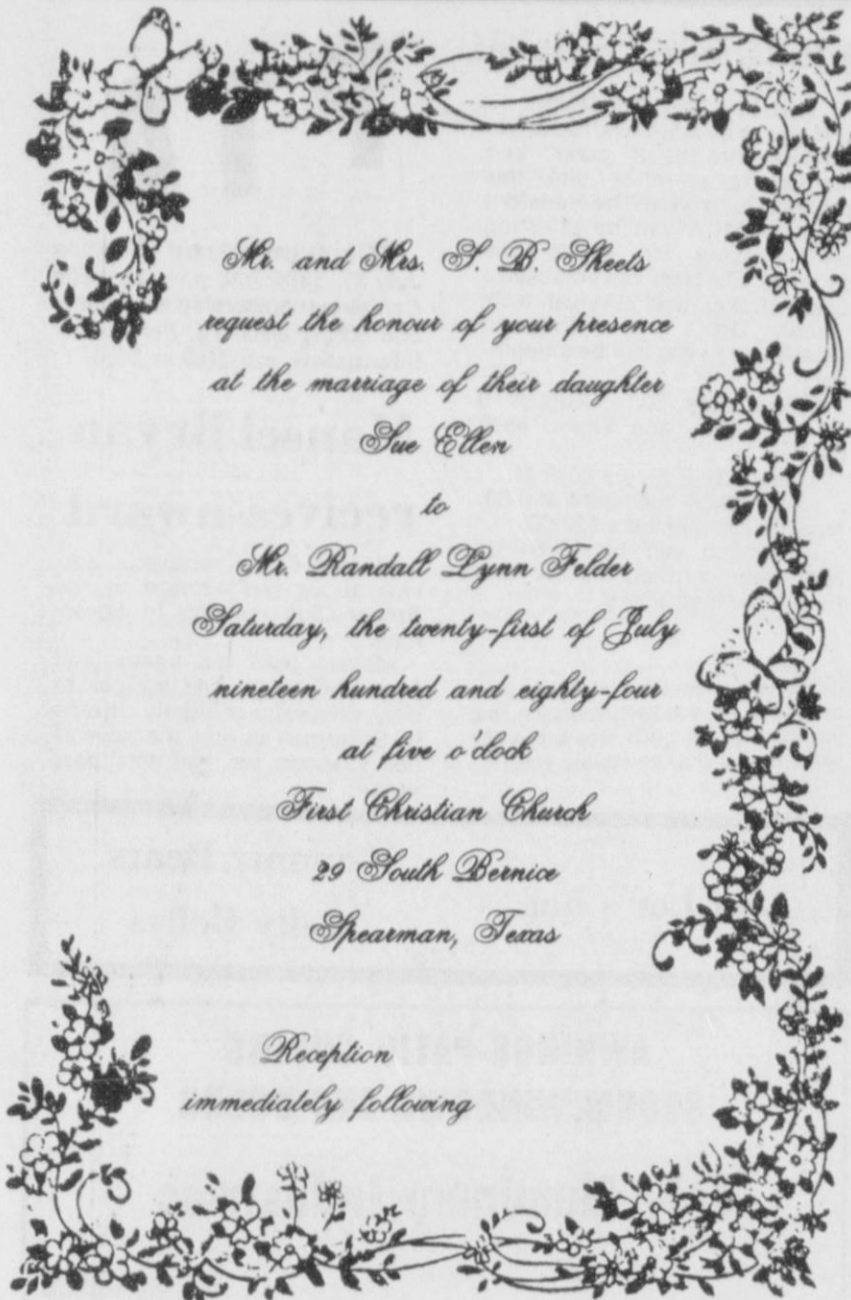 Mr. and Mrs. S. B. Sheets
request the honour of your presence
at the marriage of their daughter
Sue Ellen
to
Mr. Randall Lynn Felder
Saturday, the twenty-first of July
nineteen hundred and eighty-four
at five o'clock
First Christian Church
29 South Bernice
Spearman, Texas
Reception
immediately following